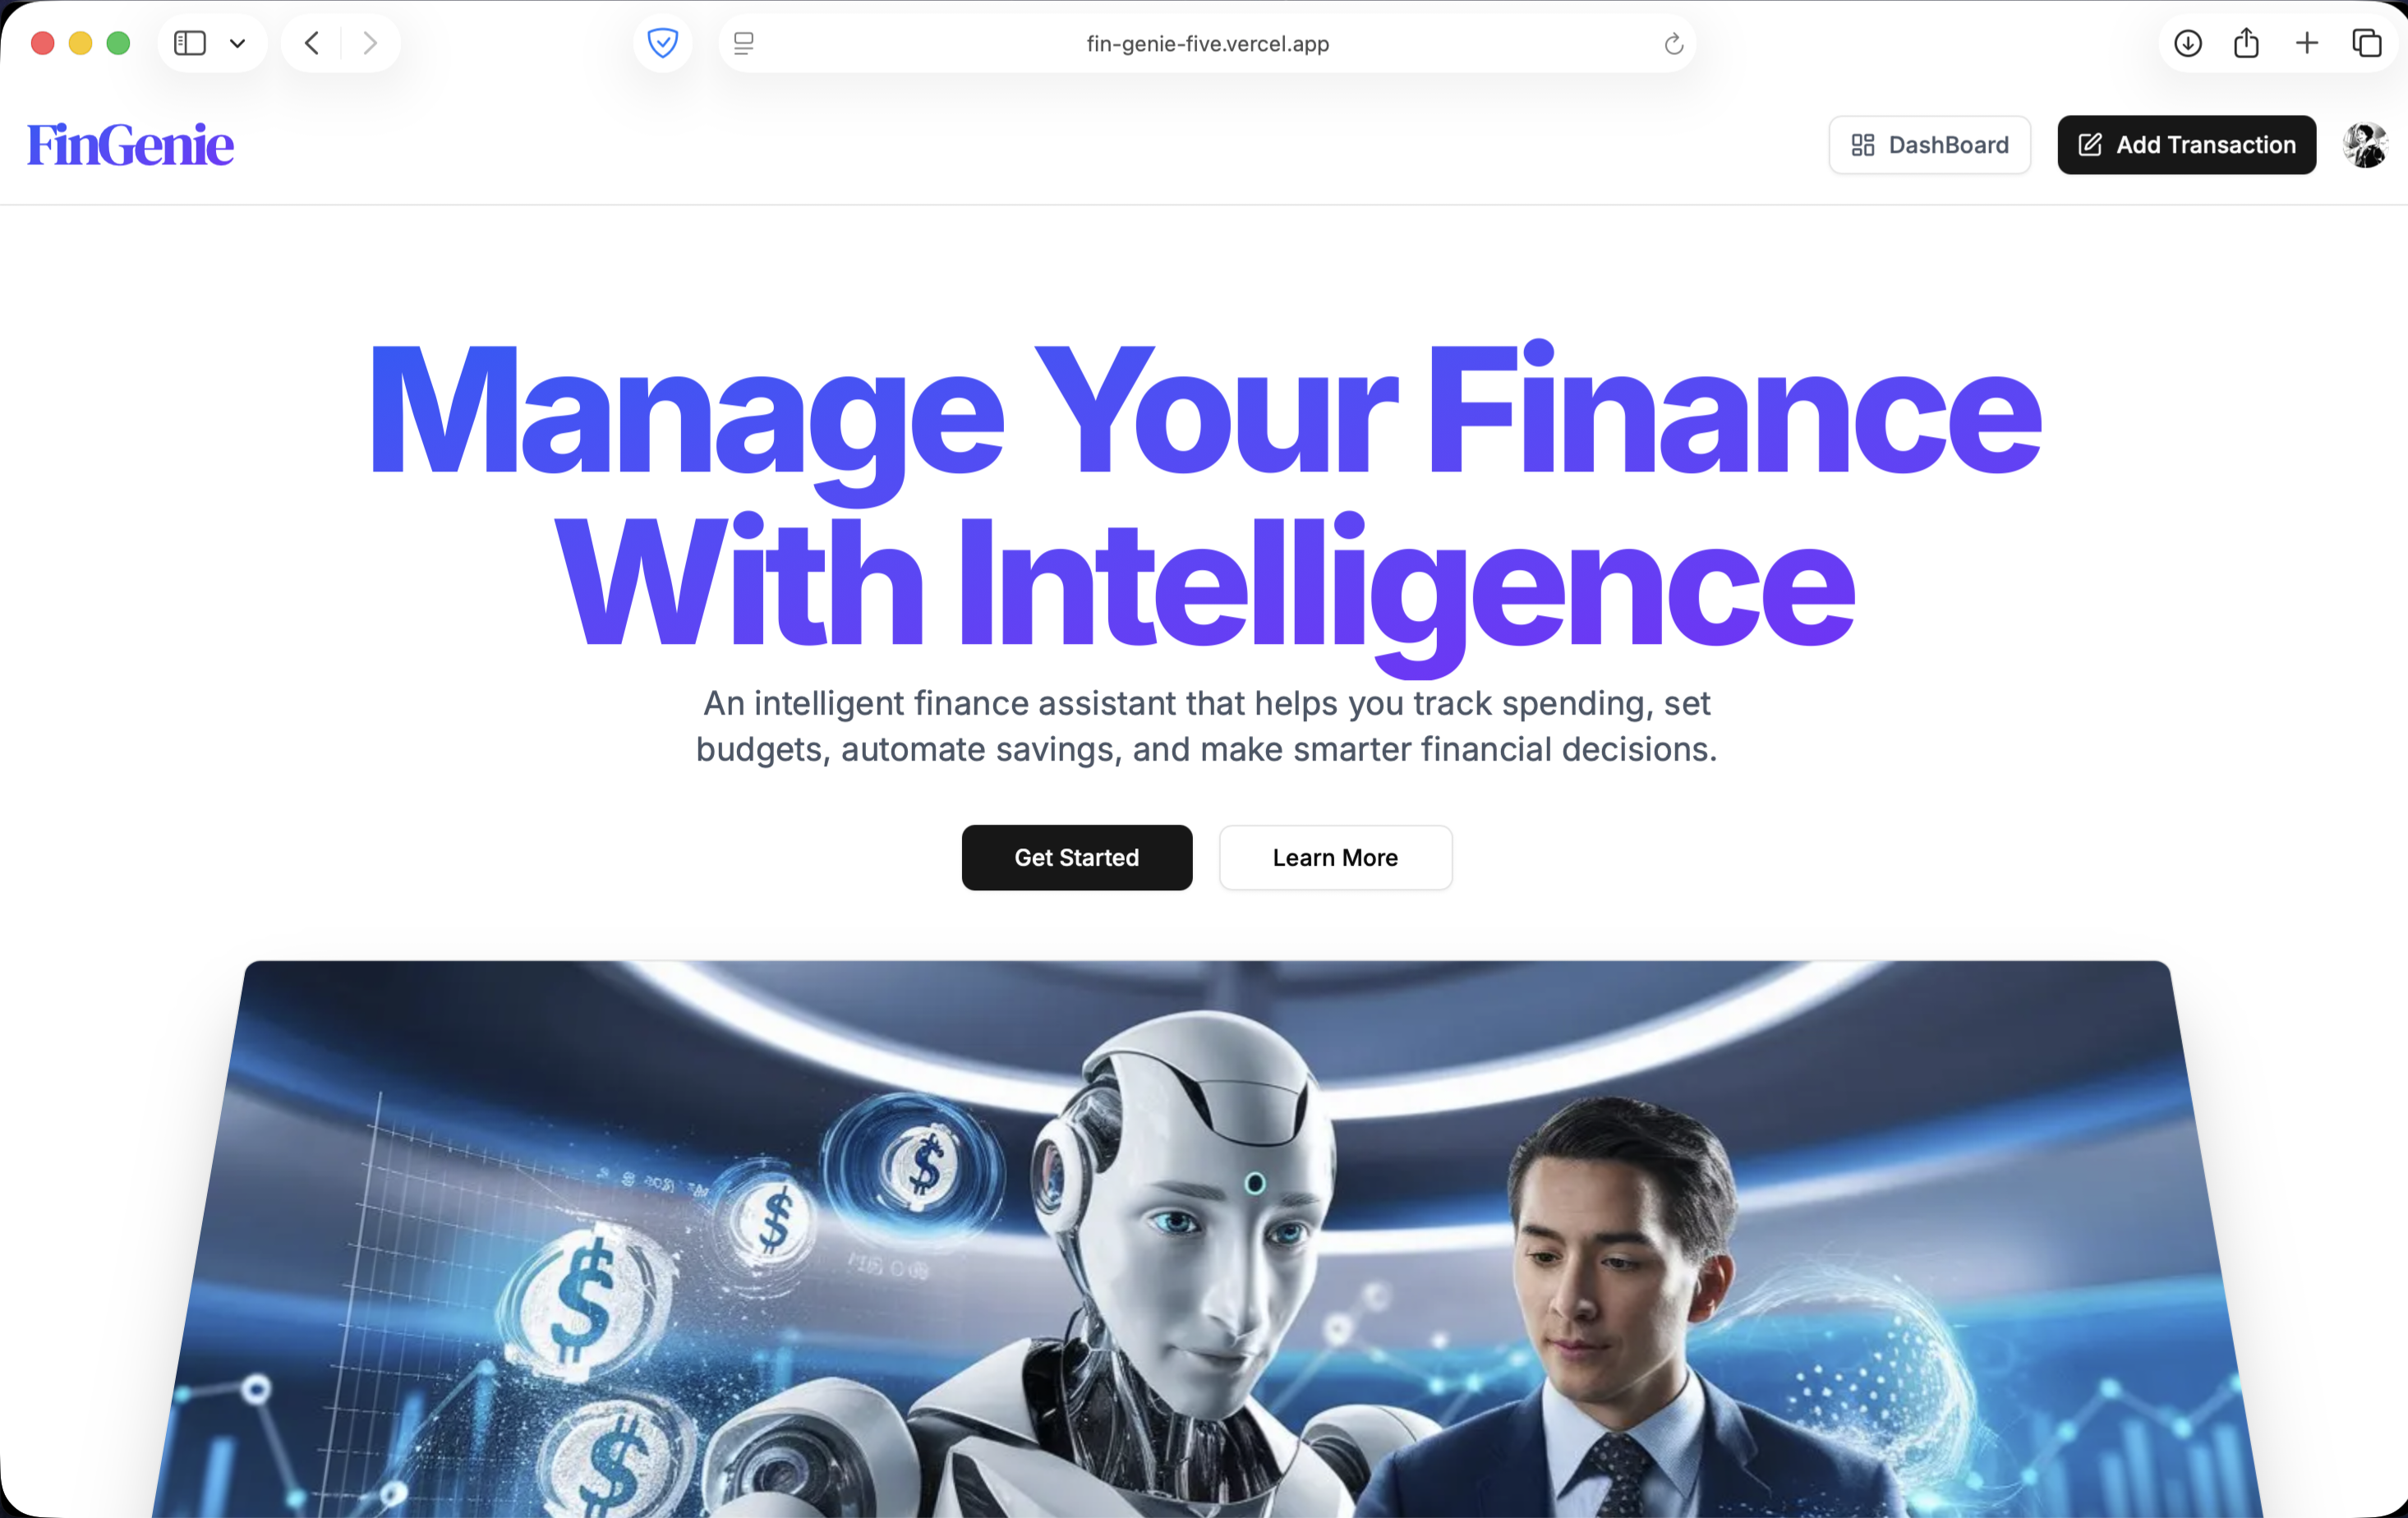 fin-genie-five.vercel.app
FinGenie
DashBoard
Add Transaction
Manage Your Finance
With Intelligence
An intelligent finance assistant that helps you track spending, set
budgets, automate savings, and make smarter financial decisions.
Get Started
Learn More
$
$
$
$